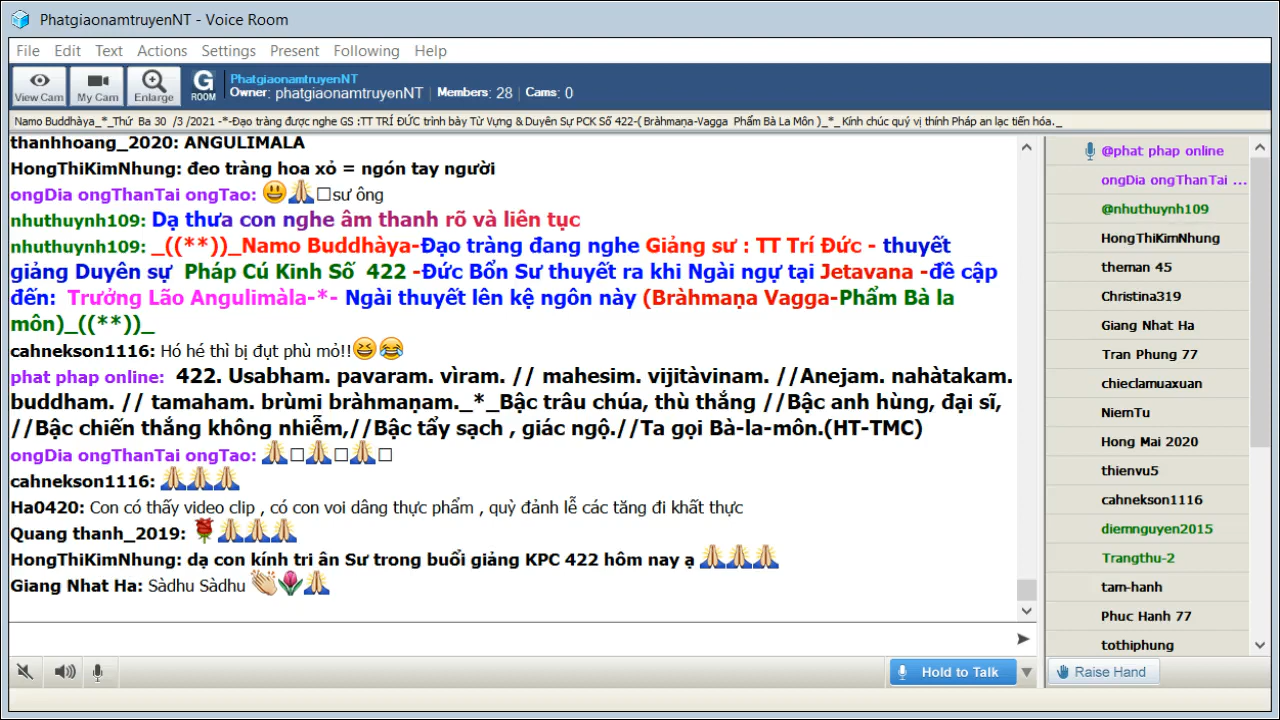 PhatgiaonamtruyenNT - Voice Room
File Edit Text Actions Settings Present Following Help
View Cam My Cam Enlarge G ROOM PhatgiaonamtruyenNT
Owner: phatgiaonamtruyenNT | Members: 28 | Cams: 0
Namo Buddhàya_*_Thứ Ba 30 /3 /2021 -*-Đạo tràng được nghe GS :TT TRÍ ĐỨC trình bày Từ Vựng & Duyên Sự PCK Số 422-( Bràhmaṇa-Vagga Phẩm Bà La Môn )_*_ Kính chúc quý vị thính Pháp an lạc tiến hóa._
thanhhoang_2020: ANGULIMALA
HongThiKimNhung: đeo tràng hoa xỏ = ngón tay người
ongDia ongThanTai ongTao: 😃🙏□sư ông
nhuthuynh109: Dạ thưa con nghe âm thanh rõ và liên tục
nhuthuynh109: _((**))_Namo Buddhàya-Đạo tràng đang nghe Giảng sư : TT Trí Đức - thuyết
giảng Duyên sự Pháp Cú Kinh Số 422 -Đức Bổn Sư thuyết ra khi Ngài ngự tại Jetavana -đề cập
đến: Trưởng Lão Angulimàla-*- Ngài thuyết lên kệ ngôn này (Bràhmaṇa Vagga-Phẩm Bà la
môn)_((**))_
cahnekson1116: Hó hé thì bị đụt phù mỏ!!😆😂
phat phap online: 422. Usabham. pavaram. vìram. // mahesim. vijitàvinam. //Anejam. nahàtakam.
buddham. // tamaham. brùmi bràhmaṇam._*_Bậc trâu chúa, thù thắng //Bậc anh hùng, đại sĩ,
//Bậc chiến thắng không nhiễm,//Bậc tẩy sạch , giác ngộ.//Ta gọi Bà-la-môn.(HT-TMC)
ongDia ongThanTai ongTao: 🙏□🙏□🙏□
cahnekson1116: 🙏🙏🙏
Ha0420: Con có thấy video clip , có con voi dâng thực phẩm , quỳ đảnh lễ các tăng đi khất thực
Quang thanh_2019: 🌹🙏🙏🙏
HongThiKimNhung: dạ con kính tri ân Sư trong buổi giảng KPC 422 hôm nay ạ 🙏🙏🙏
Giang Nhat Ha: Sàdhu Sàdhu 👏🌷🙏
@phat phap online
ongDia ongThanTai ...
@nhuthuynh109
HongThiKimNhung
theman 45
Christina319
Giang Nhat Ha
Tran Phung 77
chieclamuaxuan
NiemTu
Hong Mai 2020
thienvu5
cahnekson1116
diemnguyen2015
Trangthu-2
tam-hanh
Phuc Hanh 77
tothiphung
Hold to Talk
Raise Hand